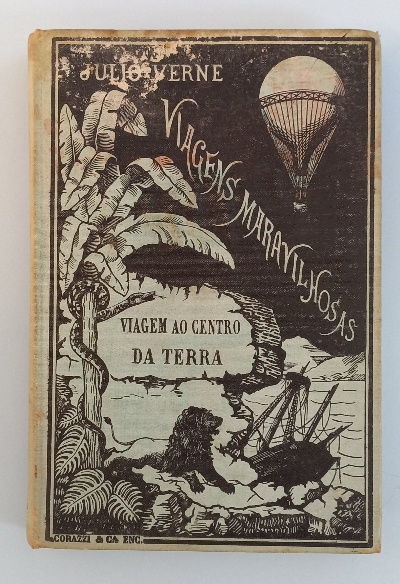 JULIO VERNE
VIAGENS MARAVILHOSAS
VIAGEM AO CENTRO
DA TERRA
CORAZZI & CA ENC.